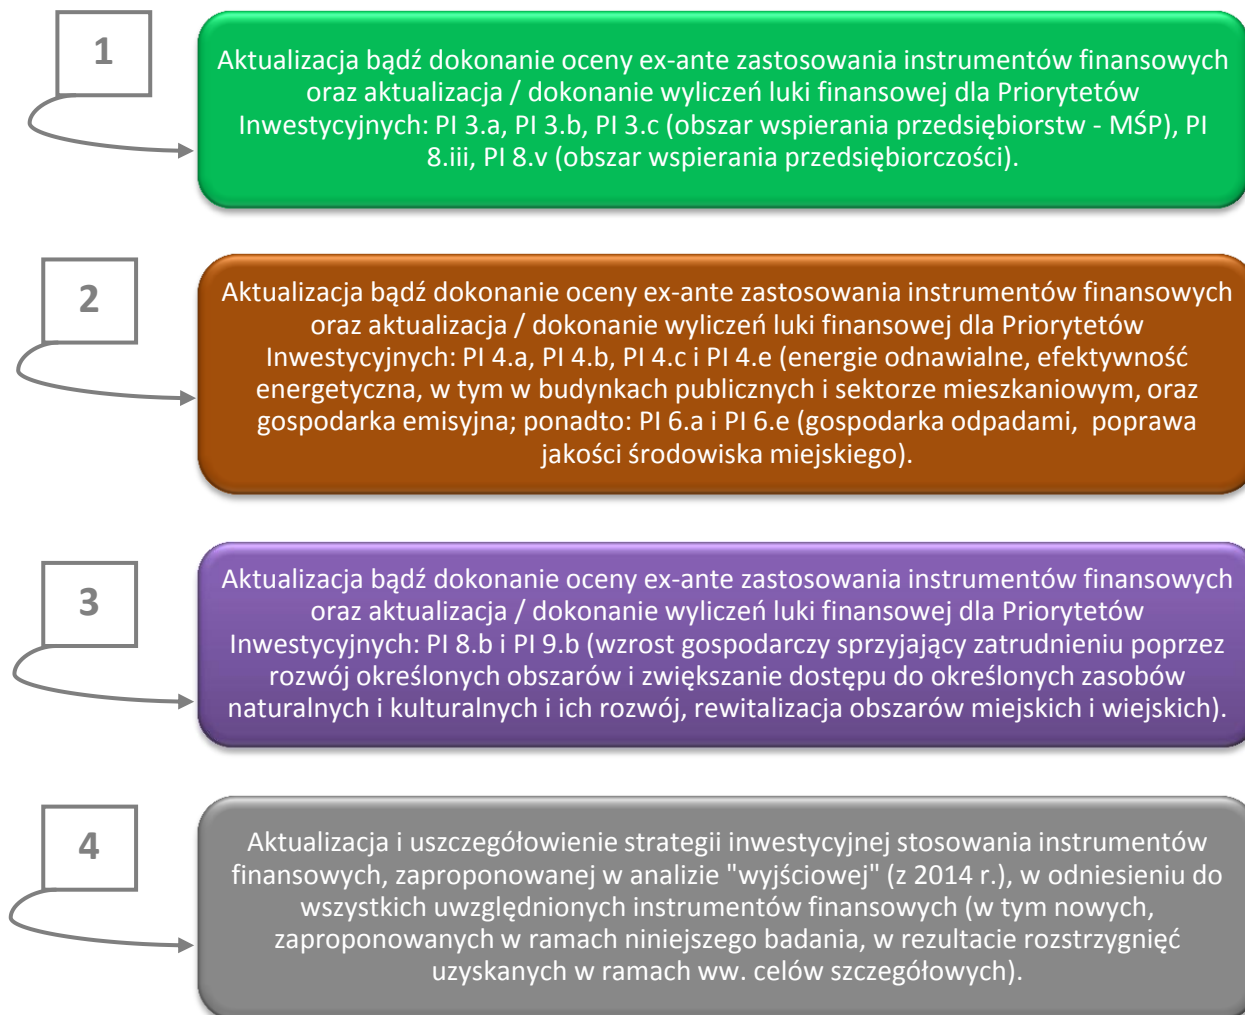 1
Aktualizacja bądź dokonanie oceny ex-ante zastosowania instrumentów finansowych
oraz aktualizacja / dokonanie wyliczeń luki finansowej dla Priorytetów
Inwestycyjnych: PI 3.a, PI 3.b, PI 3.c (obszar wspierania przedsiębiorstw - MŚP), PI
8.iii, PI 8.v (obszar wspierania przedsiębiorczości).
2
Aktualizacja bądź dokonanie oceny ex-ante zastosowania instrumentów finansowych
oraz aktualizacja / dokonanie wyliczeń luki finansowej dla Priorytetów
Inwestycyjnych: PI 4.a, PI 4.b, PI 4.c i PI 4.e (energie odnawialne, efektywność
energetyczna, w tym w budynkach publicznych i sektorze mieszkaniowym, oraz
gospodarka emisyjna; ponadto: PI 6.a i PI 6.e (gospodarka odpadami, poprawa
jakości środowiska miejskiego).
3
Aktualizacja bądź dokonanie oceny ex-ante zastosowania instrumentów finansowych
oraz aktualizacja / dokonanie wyliczeń luki finansowej dla Priorytetów
Inwestycyjnych: PI 8.b i PI 9.b (wzrost gospodarczy sprzyjający zatrudnieniu poprzez
rozwój określonych obszarów i zwiększanie dostępu do określonych zasobów
naturalnych i kulturalnych i ich rozwój, rewitalizacja obszarów miejskich i wiejskich).
4
Aktualizacja i uszczegółowienie strategii inwestycyjnej stosowania instrumentów
finansowych, zaproponowanej w analizie "wyjściowej" (z 2014 r.), w odniesieniu do
wszystkich uwzględnionych instrumentów finansowych (w tym nowych,
zaproponowanych w ramach niniejszego badania, w rezultacie rozstrzygnięć
uzyskanych w ramach ww. celów szczegółowych).